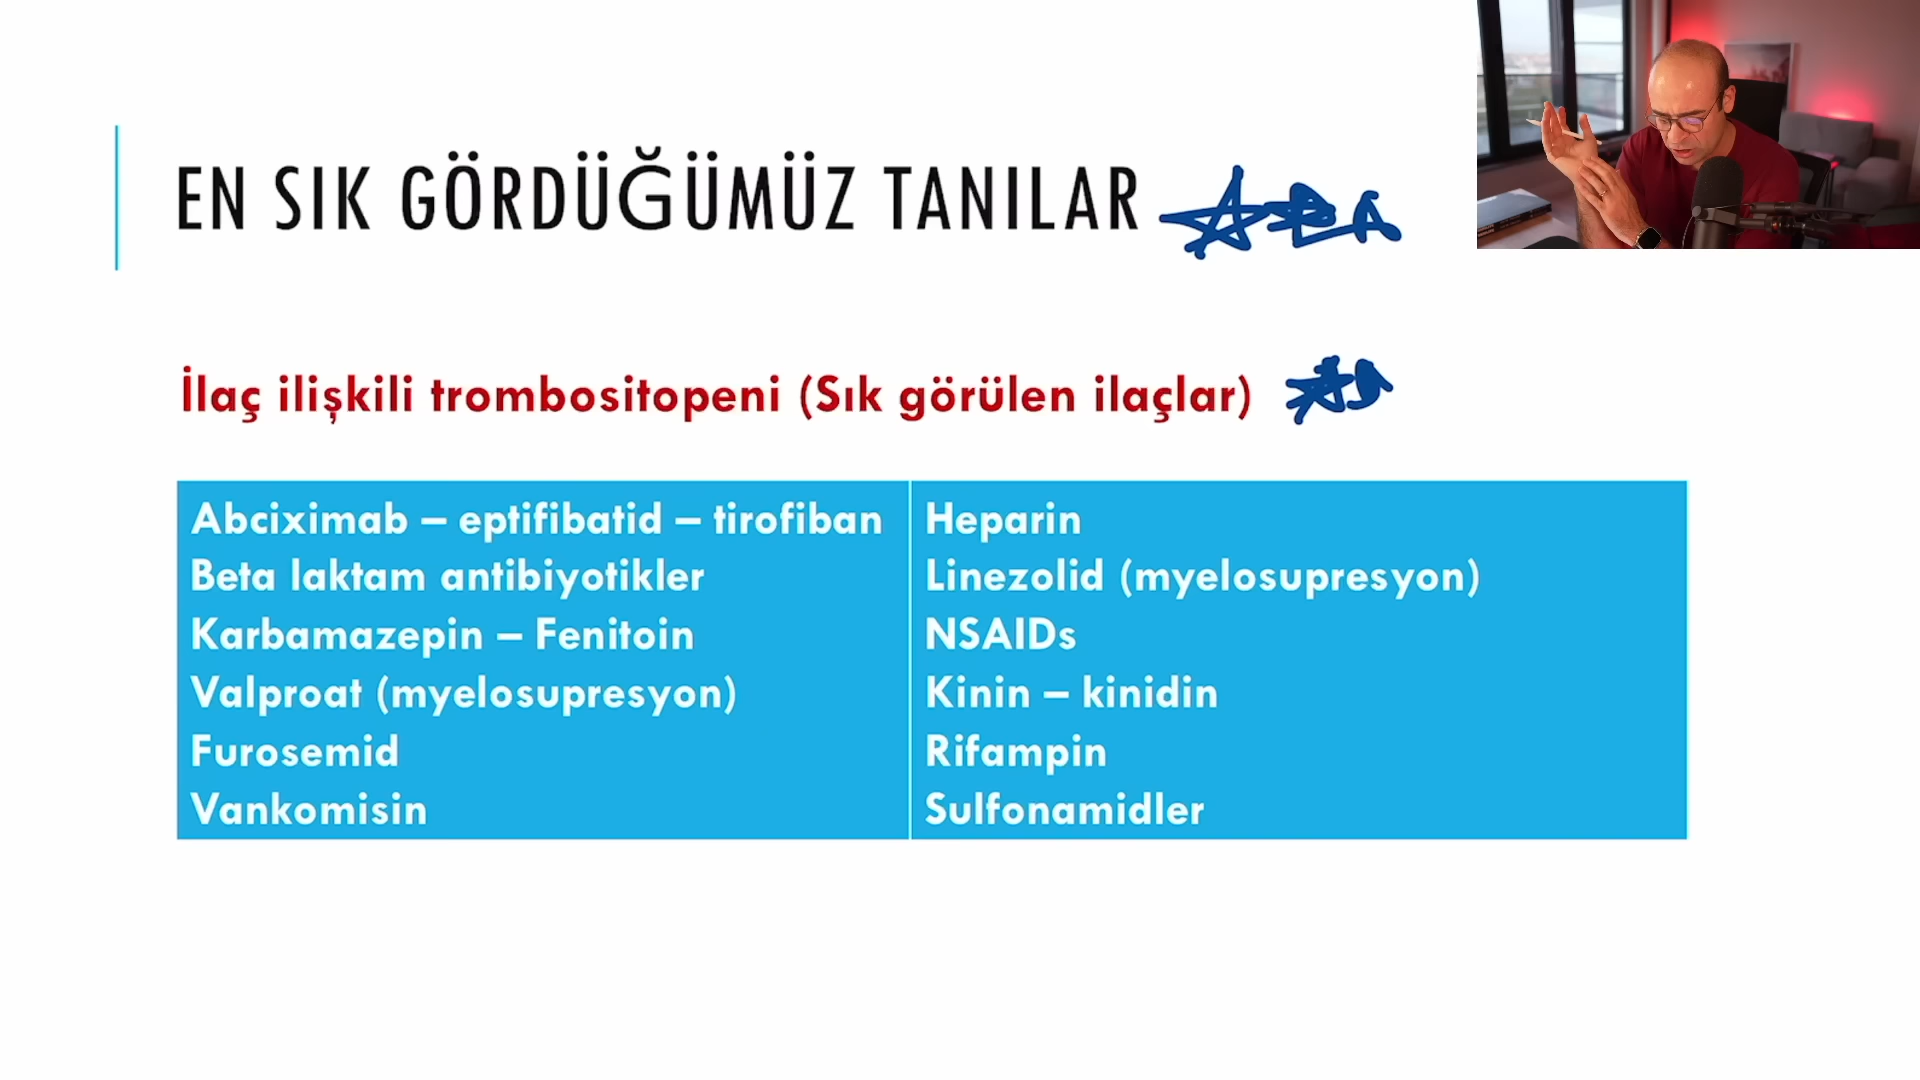 EN SIK GÖRDÜĞÜMÜZ TANILAR
İlaç ilişkili trombositopeni (Sık görülen ilaçlar)
Abciximab – eptifibatid – tirofiban
Beta laktam antibiyotikler
Karbamazepin – Fenitoin
Valproat (myelosupresyon)
Furosemid
Vankomisin
Heparin
Linezolid (myelosupresyon)
NSAIDs
Kinin – kinidin
Rifampin
Sulfonamidler